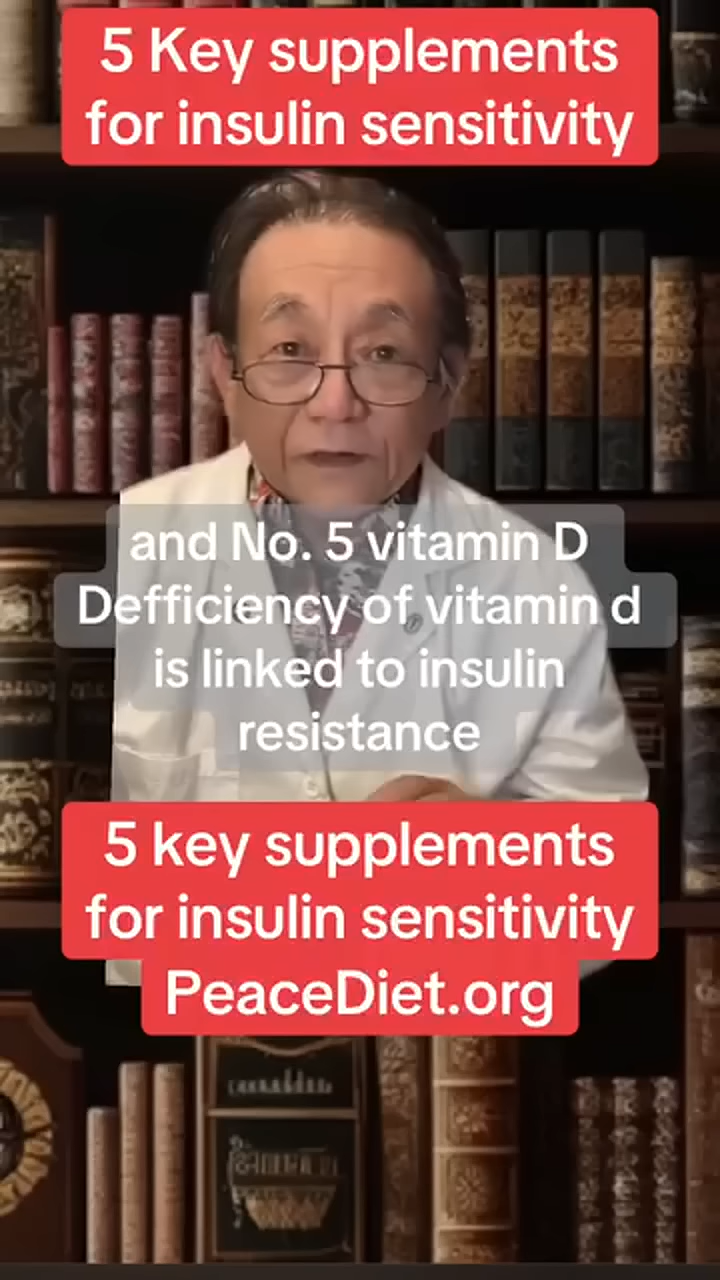 5 Key supplements
for insulin sensitivity
and No. 5 vitamin D
Defficiency of vitamin d
is linked to insulin
resistance
5 key supplements
for insulin sensitivity
PeaceDiet.org